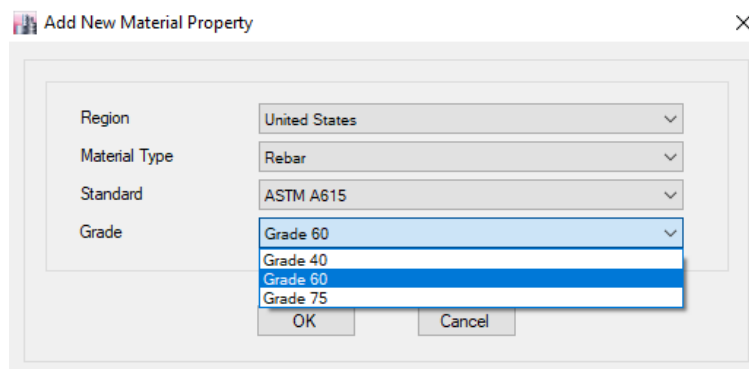 Add New Material Property
Region
United States
Material Type
Rebar
Standard
ASTM A615
Grade
Grade 60
Grade 40
Grade 60
Grade 75
OK
Cancel